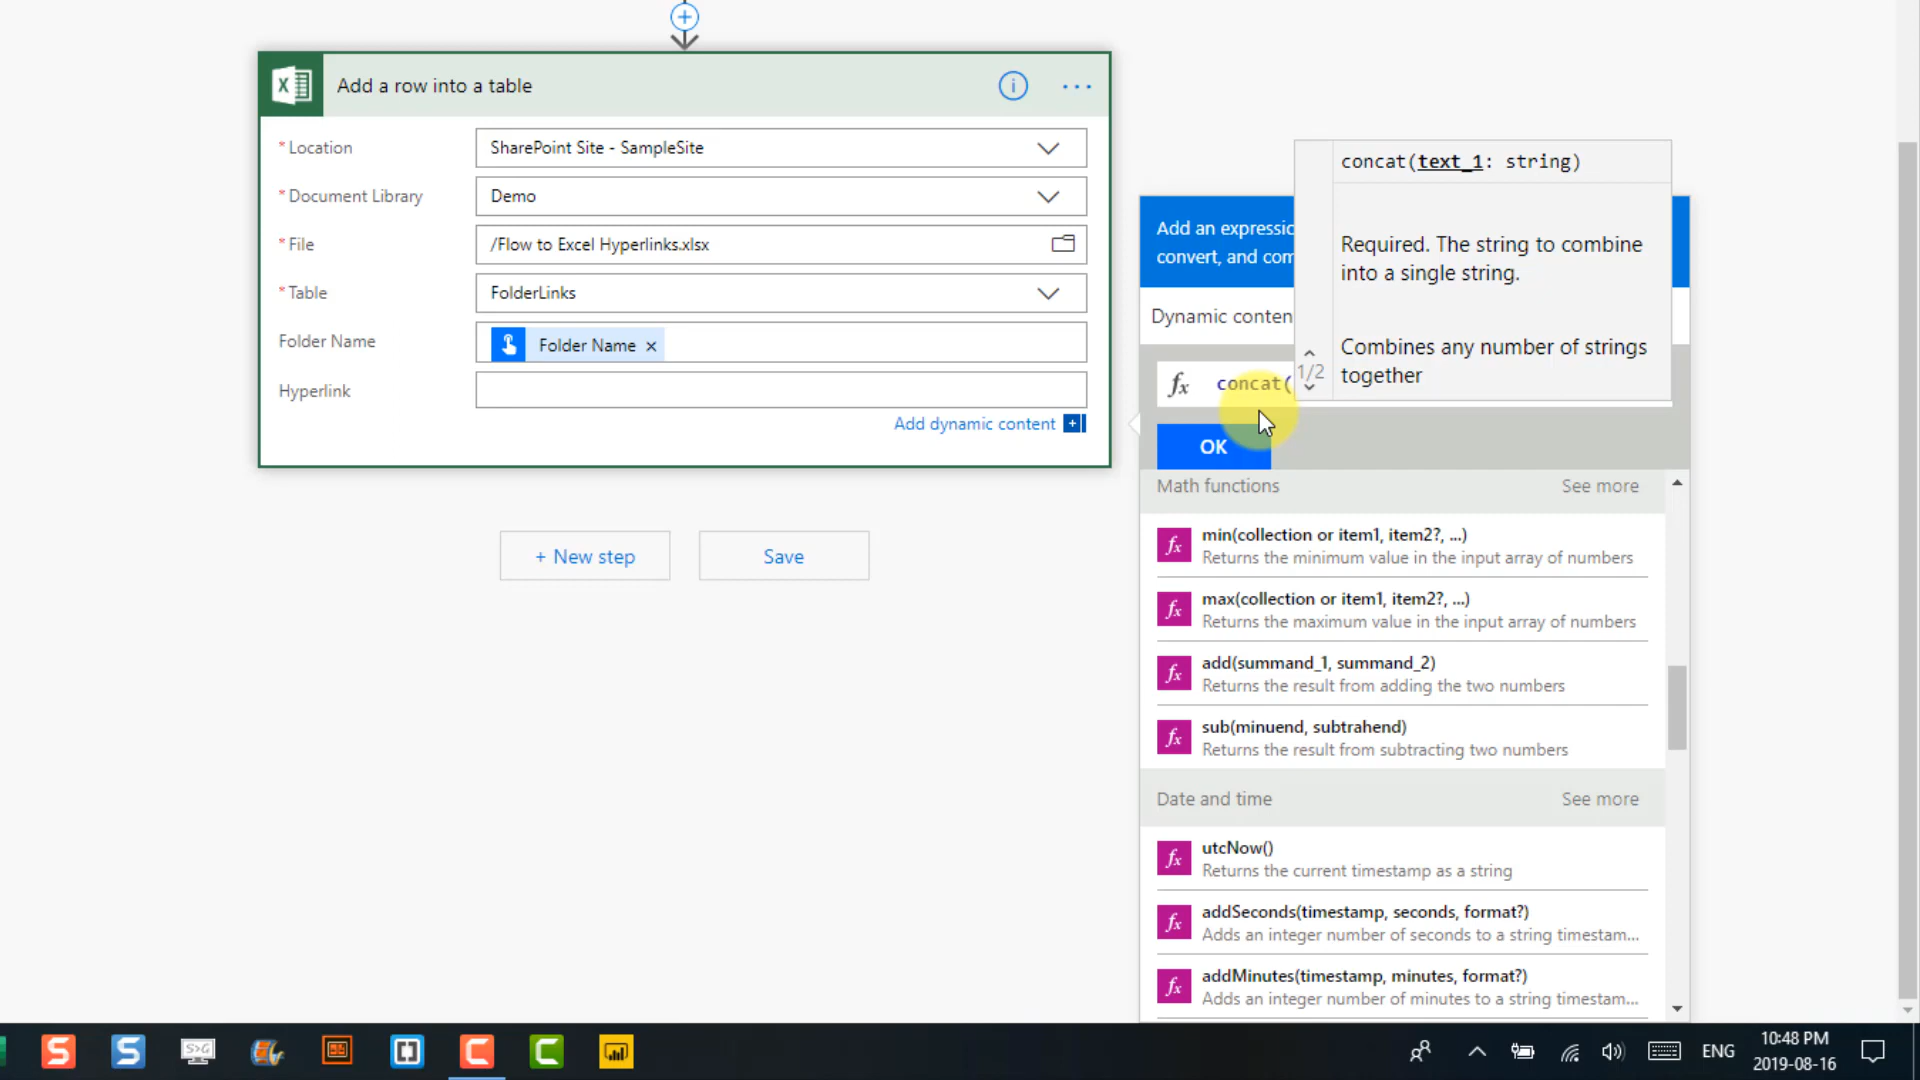 Add a row into a table
* Location
SharePoint Site - SampleSite
* Document Library
Demo
* File
/Flow to Excel Hyperlinks.xlsx
* Table
FolderLinks
Folder Name
Folder Name ×
Hyperlink
Add dynamic content
+ New step
Save
concat(text_1: string)
Required. The string to combine
into a single string.
Combines any number of strings
together
1/2
Add an expressic
convert, and com
Dynamic conten
fx concat(
OK
Math functions
See more
min(collection or item1, item2?, ...)
Returns the minimum value in the input array of numbers
max(collection or item1, item2?, ...)
Returns the maximum value in the input array of numbers
add(summand_1, summand_2)
Returns the result from adding the two numbers
sub(minuend, subtrahend)
Returns the result from subtracting two numbers
Date and time
See more
utcNow()
Returns the current timestamp as a string
addSeconds(timestamp, seconds, format?)
Adds an integer number of seconds to a string timestam...
addMinutes(timestamp, minutes, format?)
Adds an integer number of minutes to a string timestam...
ENG
10:48 PM
2019-08-16